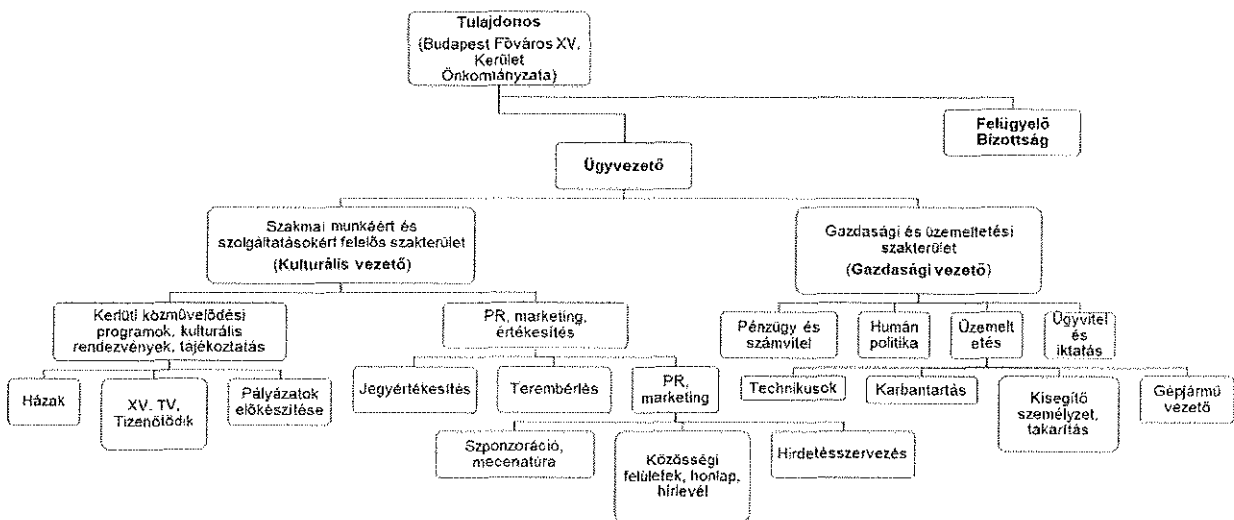 Tulajdonos
(Budapest Főváros XV.
Kerület
Önkományzata)
Felügyelő
Bizottság
Ügyvezető
Szakmai munkáért és
szolgáltatásokért felelős szakterület
(Kulturális vezető)
Gazdasági és üzemeltetési
szakterület
(Gazdasági vezető)
Kerüti közművelődési
programok, kulturális
rendezvények, tájékoztatás
PR, marketing,
értékesítés
Pénzügy és
számvitel
Humán
politika
Üzemelt
etés
Ügyvitel
és
iktatás
Házak
XV. TV,
Tizenötödik
Pályázatok
előkészítése
Jegyértékesítés
Terembérlés
PR,
marketing
Technikusok
Karbantartás
Kisegítő
személyzet,
takarítás
Gépjármű
vezető
Szponzoráció,
mecenatúra
Közösségi
felületek, honlap,
hírlevél
Hirdetésszervezés